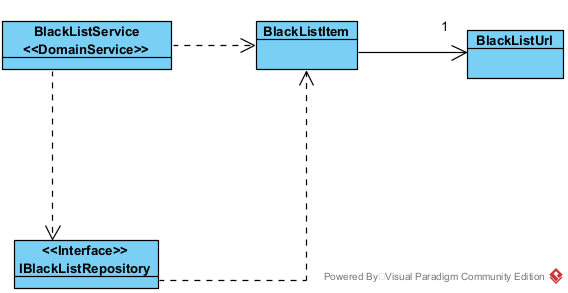 BlackListService
<<DomainService>>
BlackListItem
1
BlackListUrl
<<Interface>>
IBlackListRepository
Powered By Visual Paradigm Community Edition